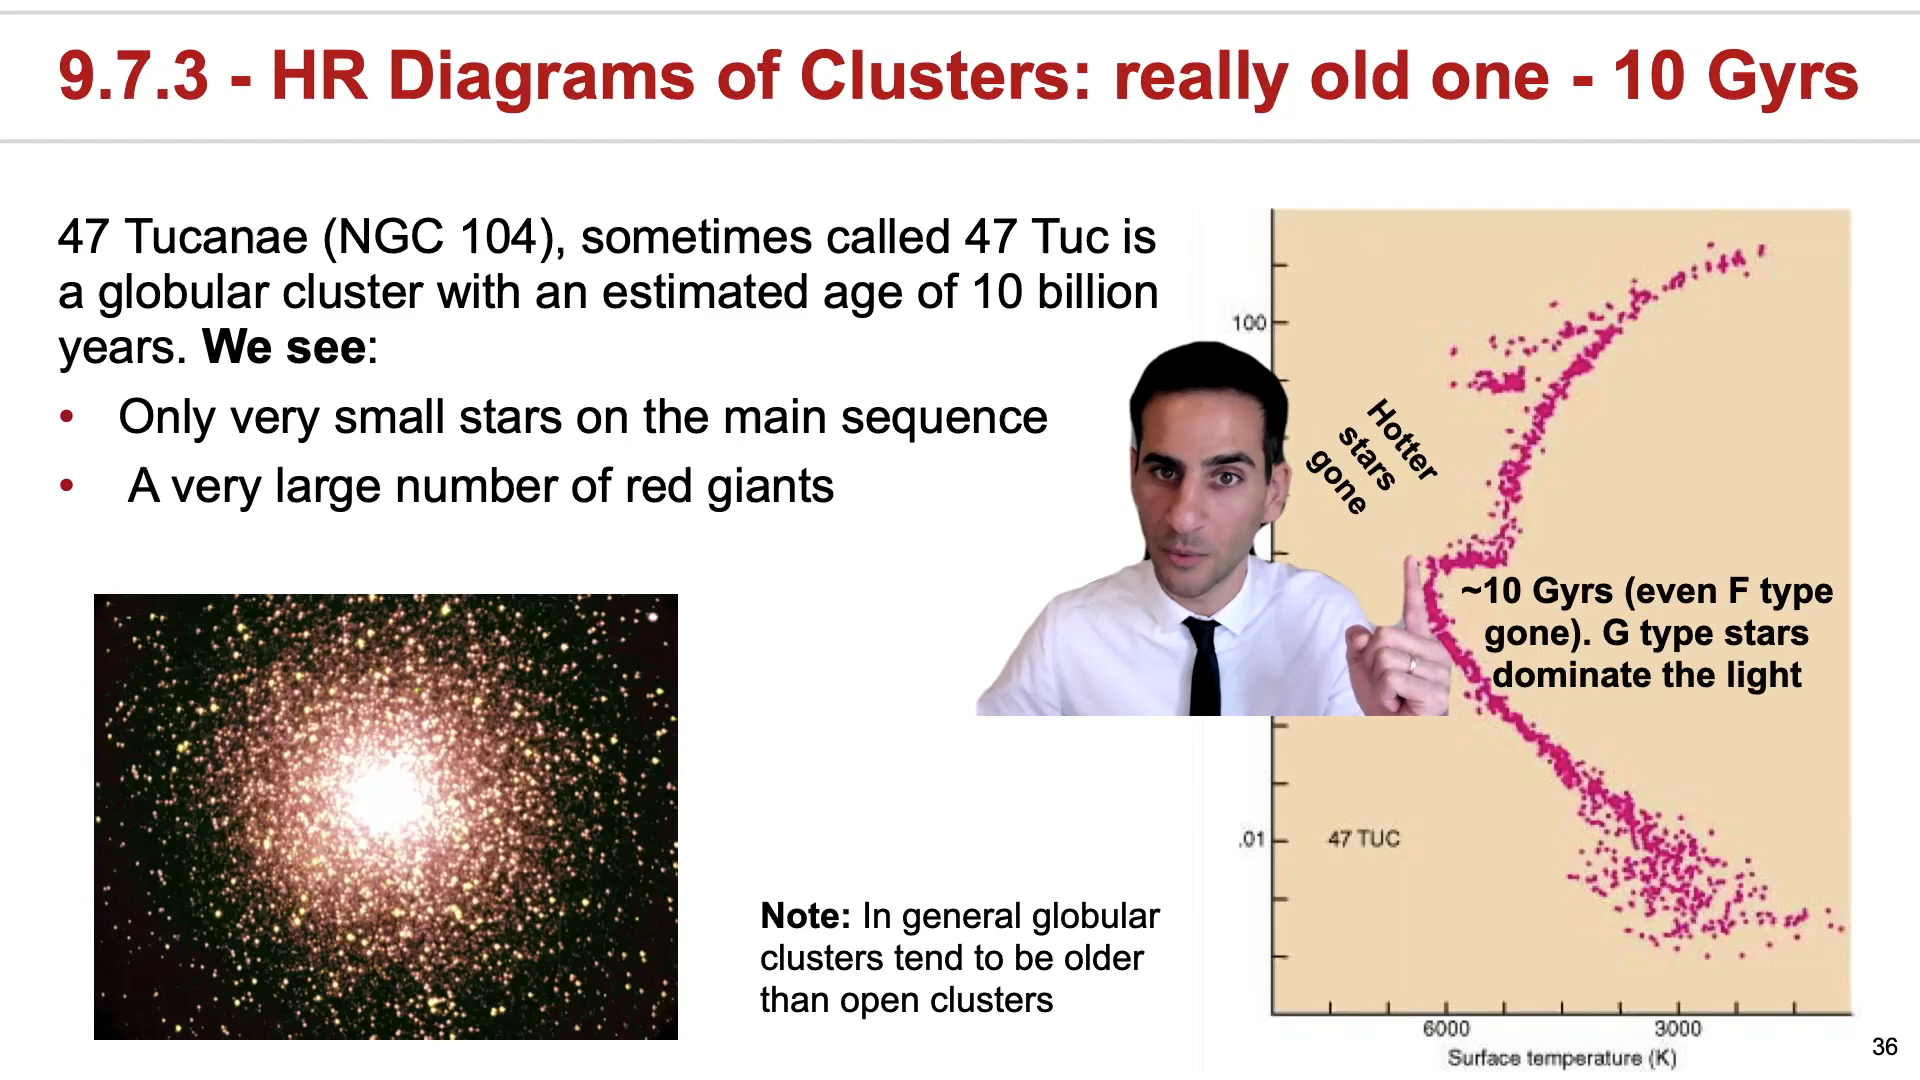 9.7.3 - HR Diagrams of Clusters: really old one - 10 Gyrs
47 Tucanae (NGC 104), sometimes called 47 Tuc is
a globular cluster with an estimated age of 10 billion
years. We see:
• Only very small stars on the main sequence
• A very large number of red giants
Note: In general globular
clusters tend to be older
than open clusters
100
Hotter
stars
gone
~10 Gyrs (even F type
gone). G type stars
dominate the light
.01
47 TUC
6000 3000
Surface temperature (K)
36